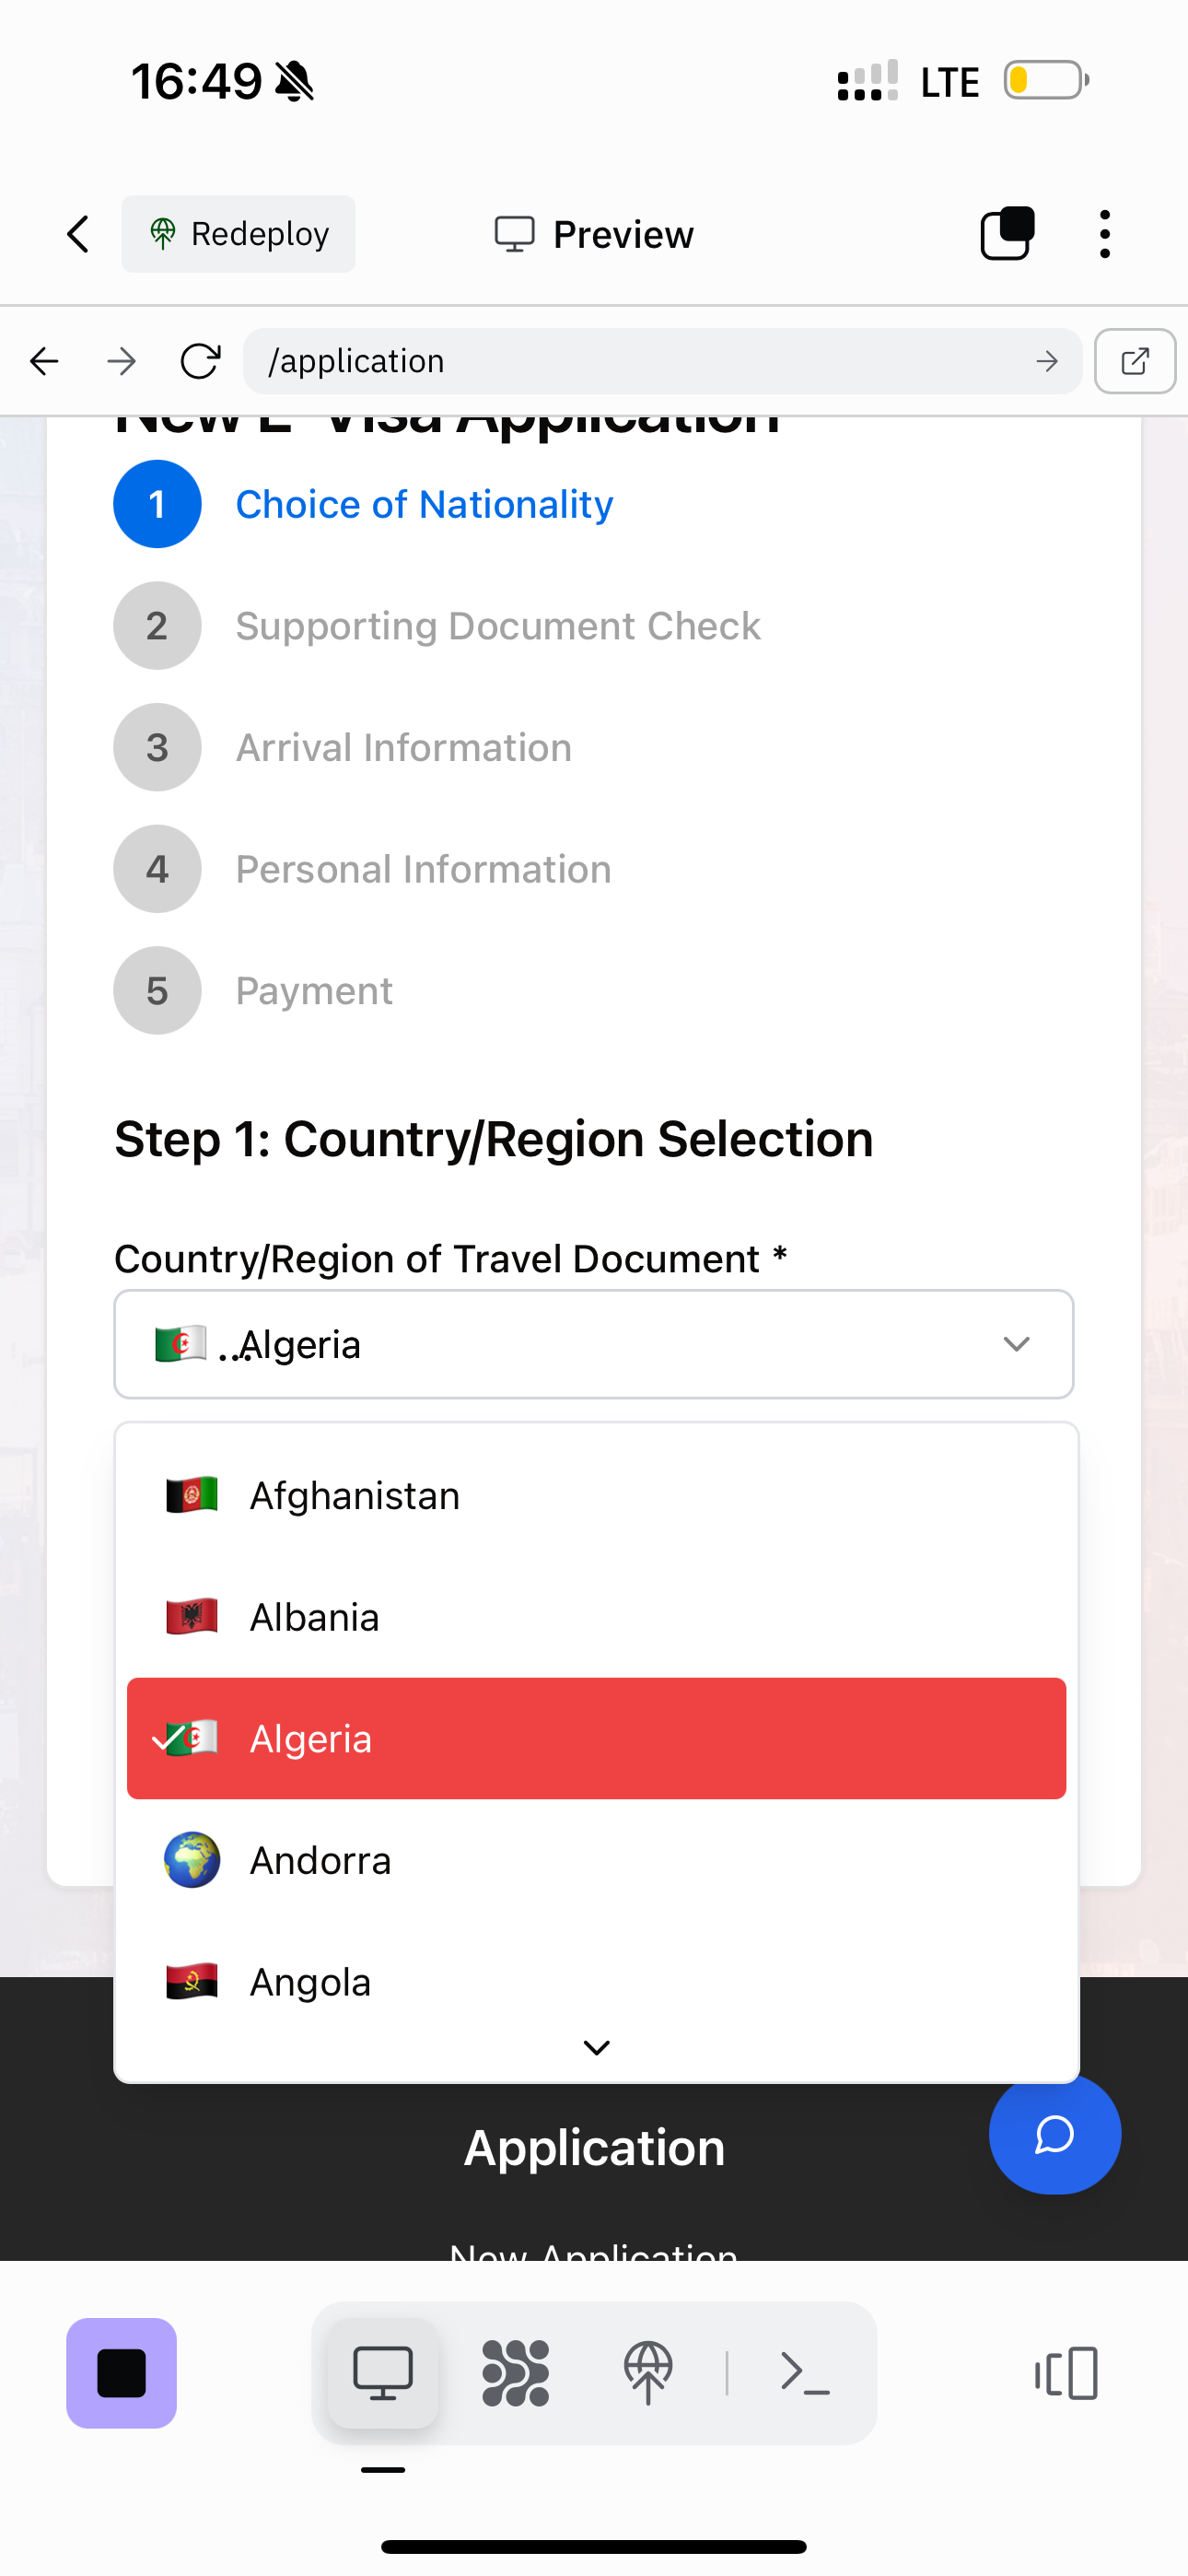 16:49
LTE
Redeploy
Preview
/application
New E-Visa Application
1 Choice of Nationality
2 Supporting Document Check
3 Arrival Information
4 Personal Information
5 Payment
Step 1: Country/Region Selection
Country/Region of Travel Document *
...Algeria
Afghanistan
Albania
Algeria
Andorra
Angola
Application
New Application